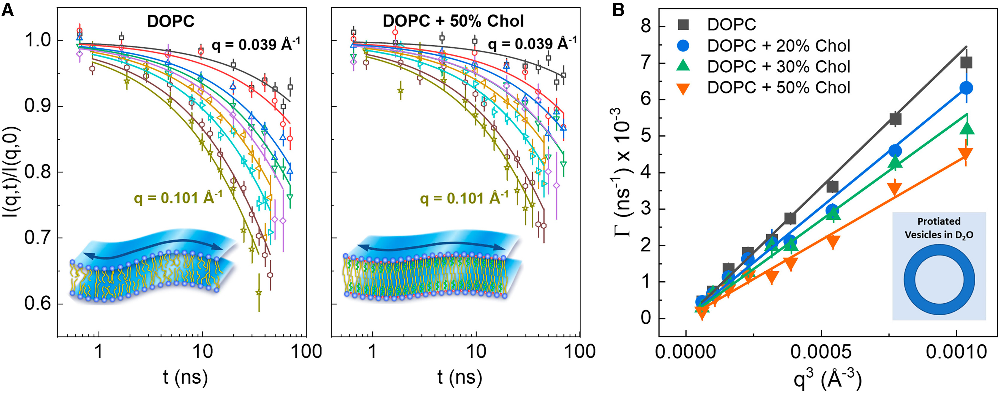 A
DOPC
q = 0.039 Å⁻¹
q = 0.101 Å⁻¹
I(q,t)/I(q,0)
1.0
0.9
0.8
0.7
0.6
1 10 100
t (ns)
DOPC + 50% Chol
q = 0.039 Å⁻¹
q = 0.101 Å⁻¹
1 10 100
t (ns)
B
DOPC
DOPC + 20% Chol
DOPC + 30% Chol
DOPC + 50% Chol
Γ (ns⁻¹) x 10⁻³
8
7
6
5
4
3
2
1
0
Protiated
Vesicles in D₂O
0.0000 0.0005 0.0010
q³ (Å⁻³)